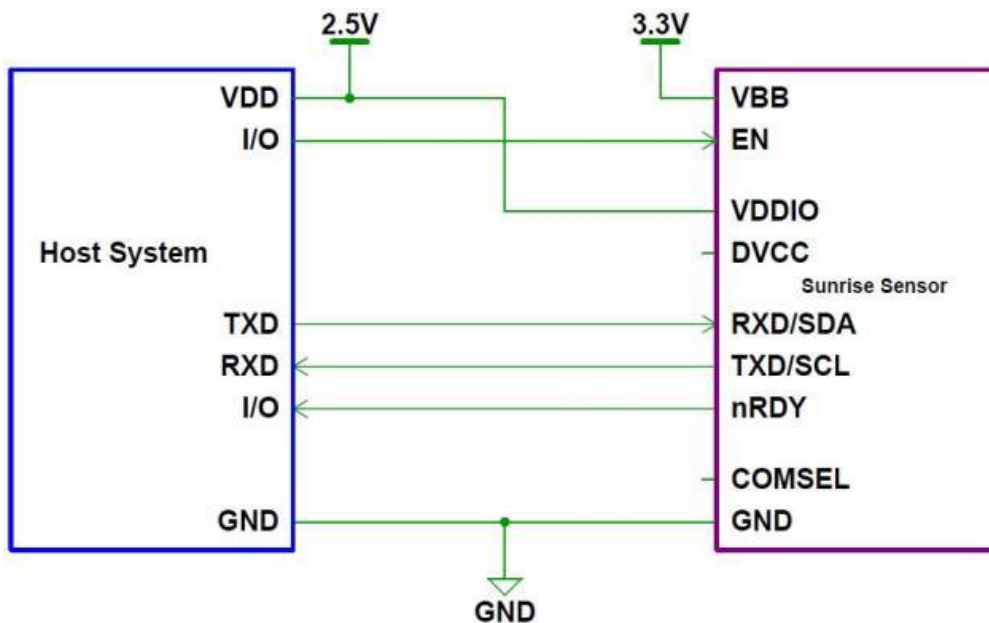 2.5V
3.3V
VDD
VBB
I/O
EN
VDDIO
Host System
DVCC
Sunrise Sensor
TXD
RXD/SDA
RXD
TXD/SCL
I/O
nRDY
COMSEL
GND
GND
GND